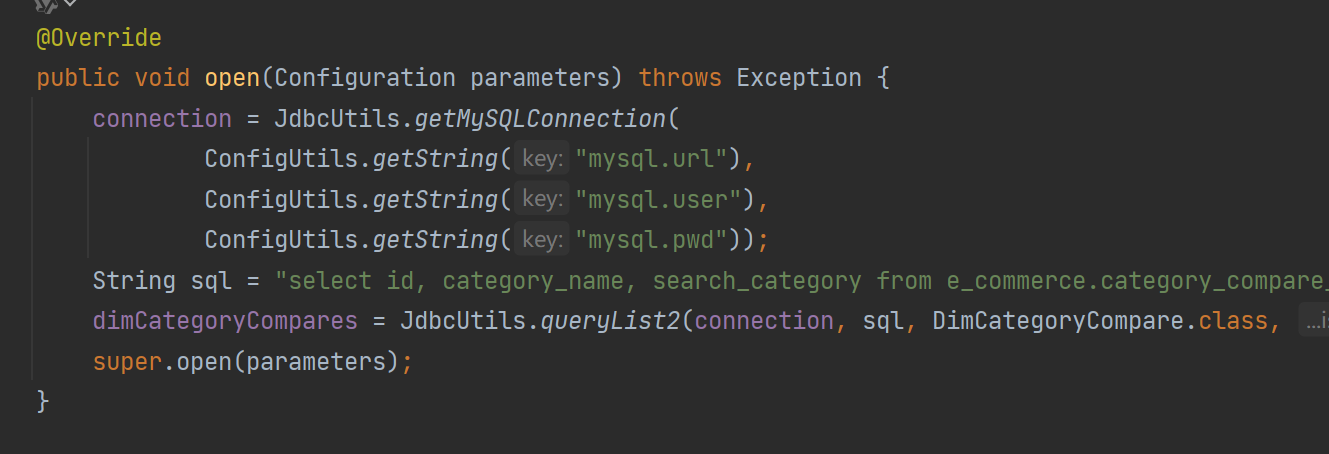 @Override
public void open(Configuration parameters) throws Exception {
connection = JdbcUtils.getMySQLConnection(
ConfigUtils.getString( key: "mysql.url"),
ConfigUtils.getString( key: "mysql.user"),
ConfigUtils.getString( key: "mysql.pwd"));
String sql = "select id, category_name, search_category from e_commerce.category_compare_
dimCategoryCompares = JdbcUtils.queryList2(connection, sql, DimCategoryCompare.class,
super.open(parameters);
}